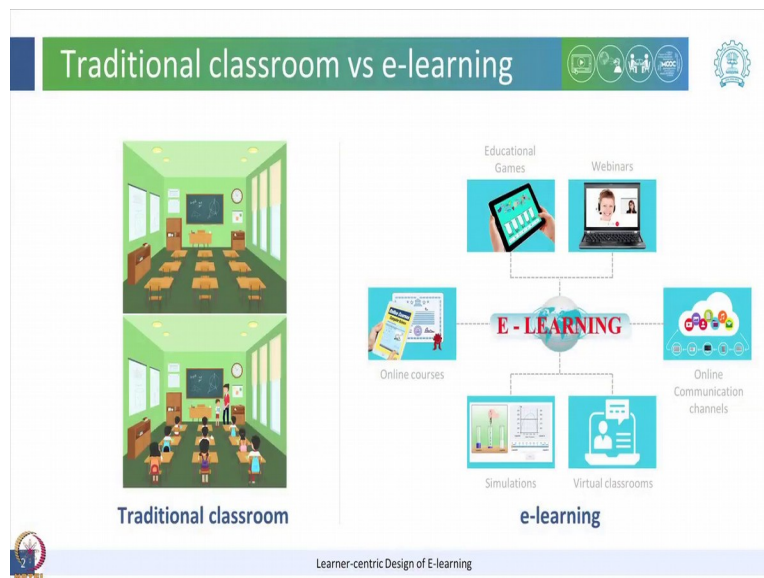 Traditional classroom vs e-learning
Educational
Games
Webinars
E - LEARNING
Online courses
Online
Communication
channels
Simulations
Virtual classrooms
Traditional classroom
e-learning
2
Learner-centric Design of E-learning